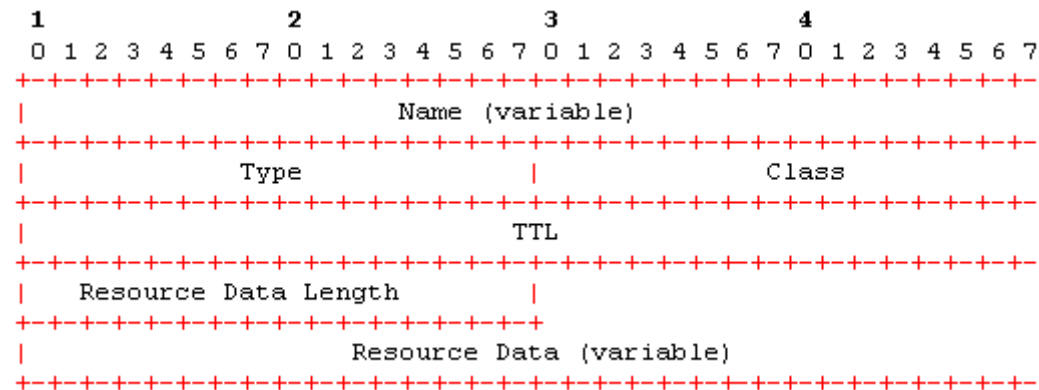 1 2 3 4
0 1 2 3 4 5 6 7 0 1 2 3 4 5 6 7 0 1 2 3 4 5 6 7 0 1 2 3 4 5 6 7
+-+-+-+-+-+-+-+-+-+-+-+-+-+-+-+-+-+-+-+-+-+-+-+-+-+-+-+-+-+-+-+-
| Name (variable)
+-+-+-+-+-+-+-+-+-+-+-+-+-+-+-+-+-+-+-+-+-+-+-+-+-+-+-+-+-+-+-+-
| Type | Class
+-+-+-+-+-+-+-+-+-+-+-+-+-+-+-+-+-+-+-+-+-+-+-+-+-+-+-+-+-+-+-+-
| TTL
+-+-+-+-+-+-+-+-+-+-+-+-+-+-+-+-+-+-+-+-+-+-+-+-+-+-+-+-+-+-+-+-
| Resource Data Length |
+-+-+-+-+-+-+-+-+-+-+-+-+-+-+-+-+
| Resource Data (variable)
+-+-+-+-+-+-+-+-+-+-+-+-+-+-+-+-+-+-+-+-+-+-+-+-+-+-+-+-+-+-+-+-